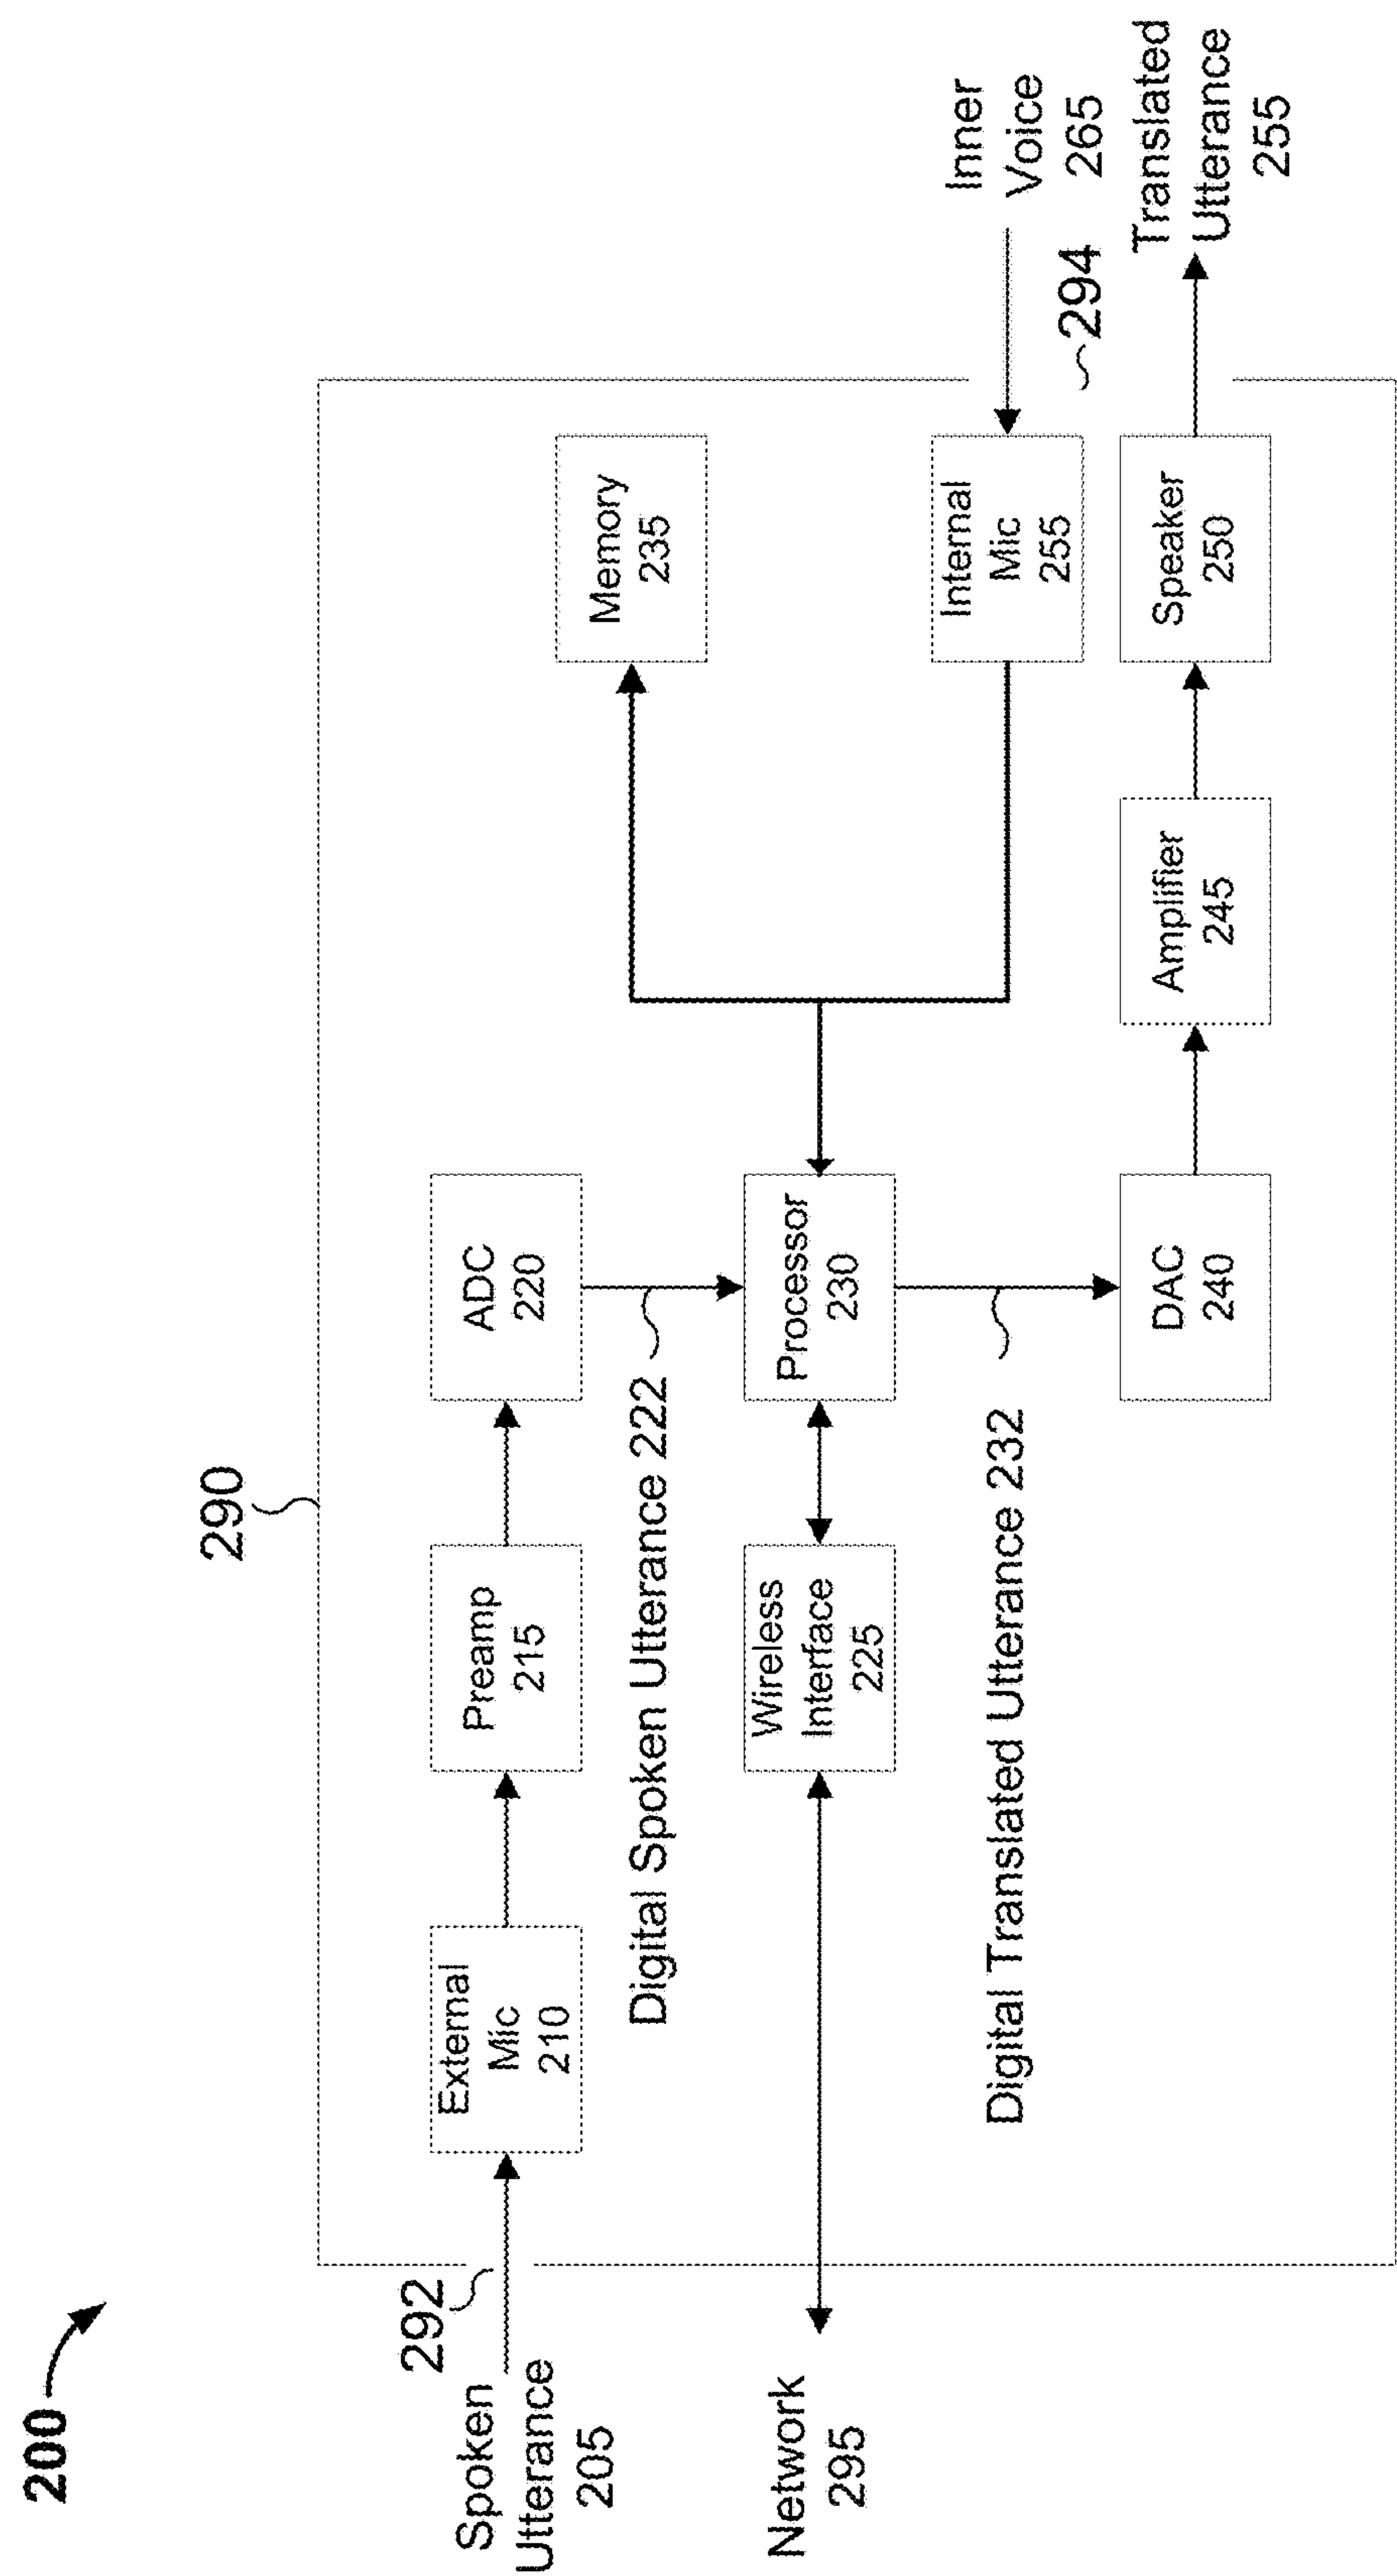 200
290
292
Spoken
Utterance
205
External
Mic
210
Preamp
215
ADC
220
Memory
235
Digital Spoken Utterance 222
Network
295
Wireless
Interface
225
Processor
230
Internal
Mic
255
Inner
Voice
265
294
Digital Translated Utterance 232
DAC
240
Amplifier
245
Speaker
250
Translated
Utterance
255